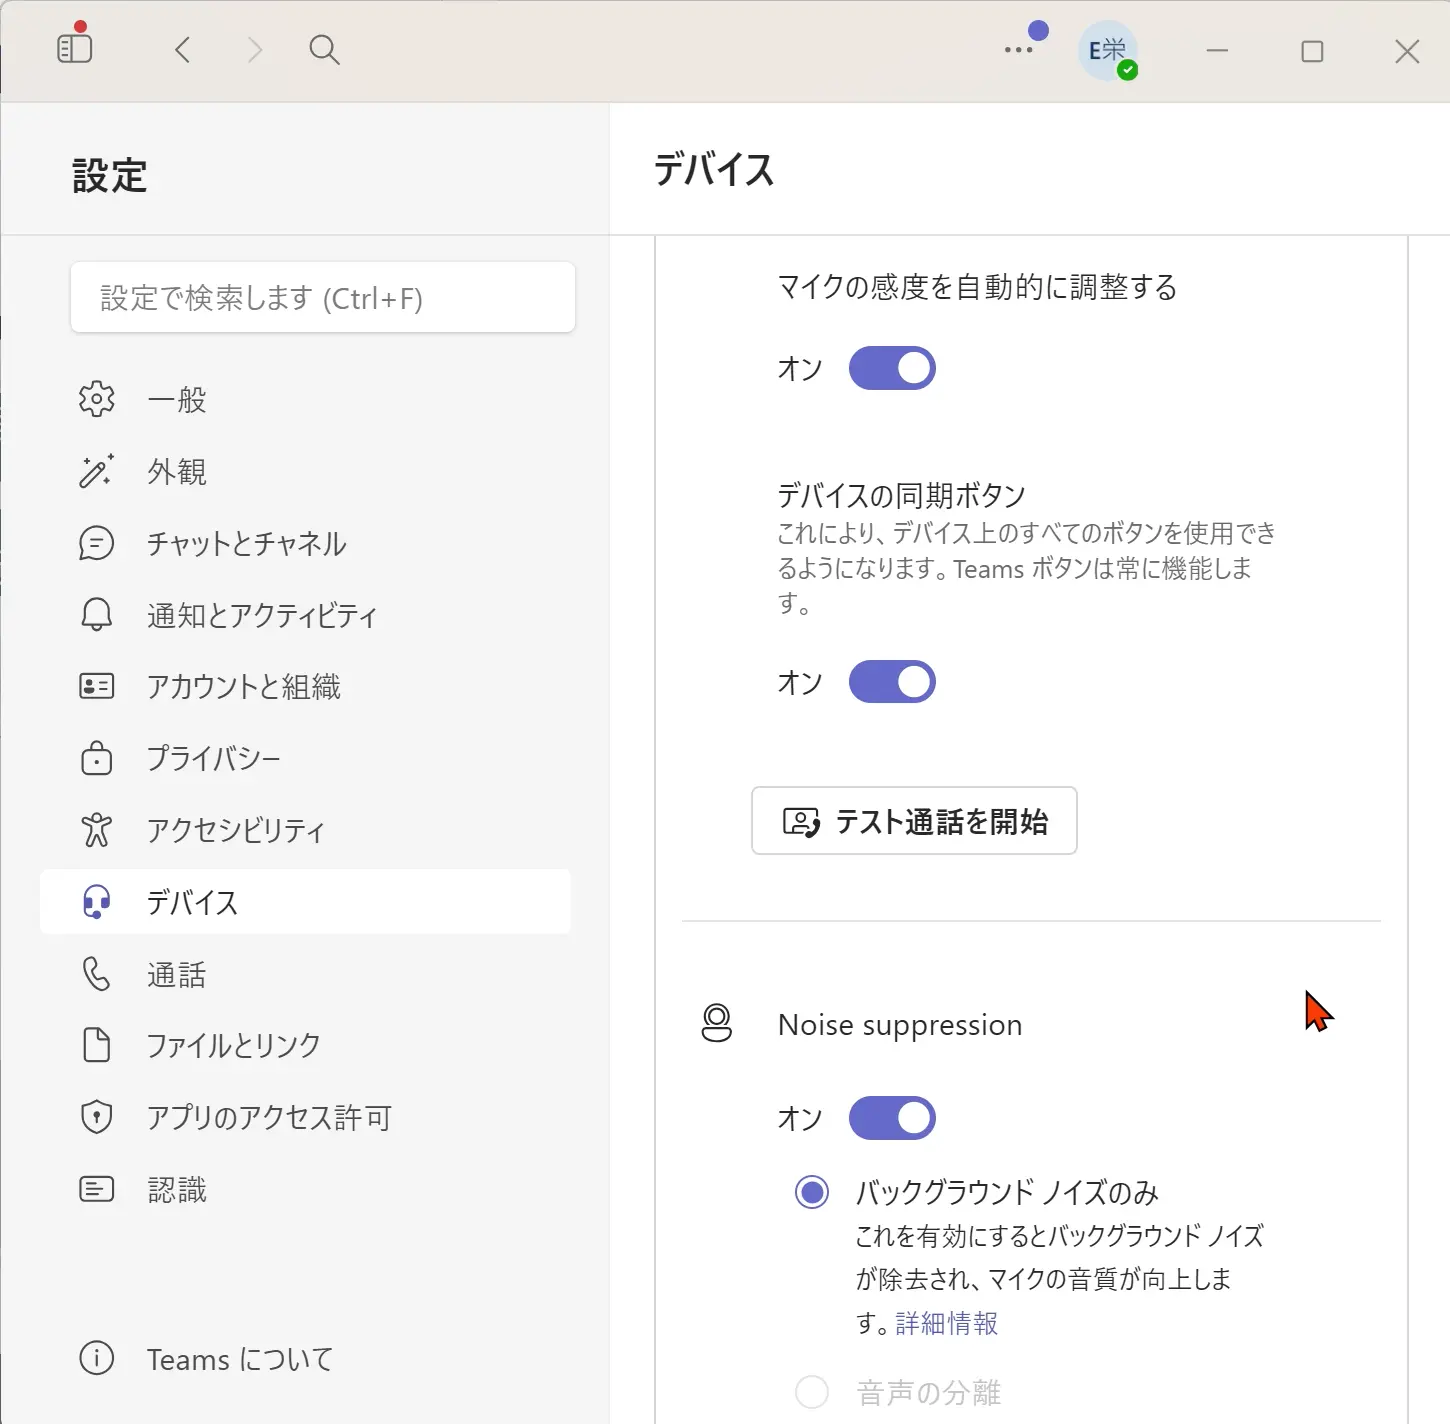 E栄
設定
設定で検索します (Ctrl+F)
一般
外観
チャットとチャネル
通知とアクティビティ
アカウントと組織
プライバシー
アクセシビリティ
デバイス
通話
ファイルとリンク
アプリのアクセス許可
認識
Teams について
デバイス
マイクの感度を自動的に調整する
オン
デバイスの同期ボタン
これにより、デバイス上のすべてのボタンを使用でき
るようになります。Teams ボタンは常に機能しま
す。
オン
テスト通話を開始
Noise suppression
オン
バックグラウンド ノイズのみ
これを有効にするとバックグラウンド ノイズ
が除去され、マイクの音質が向上しま
す。詳細情報
音声の分離